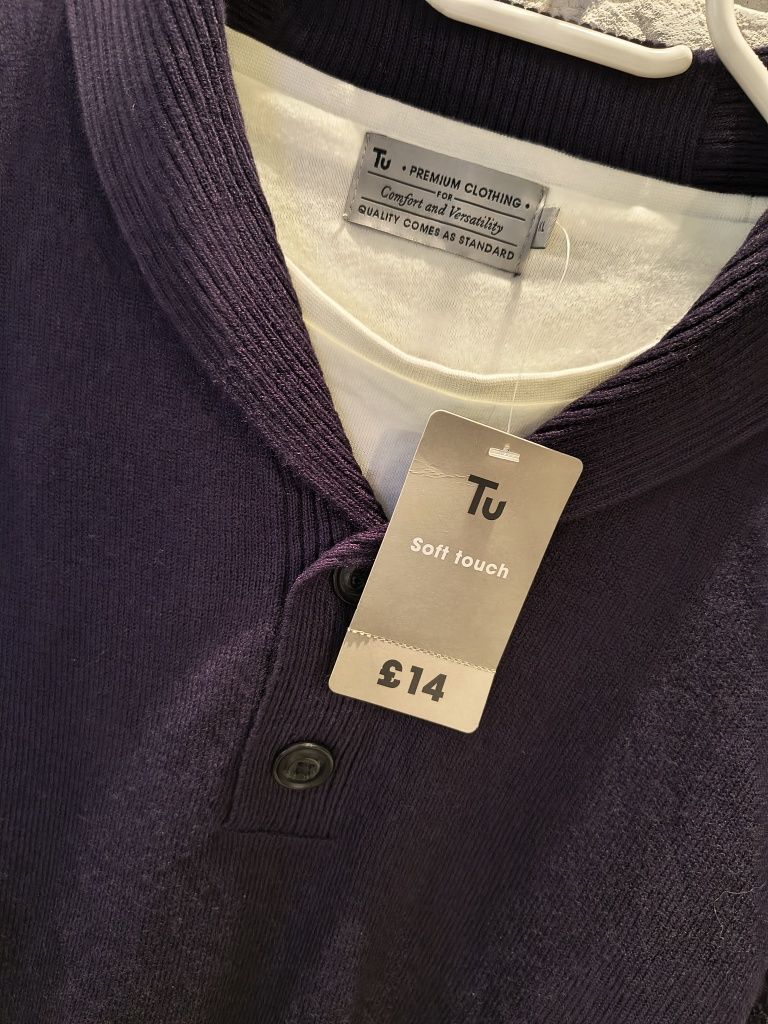 Tu • PREMIUM CLOTHING •
FOR
Comfort and Versatility
QUALITY COMES AS STANDARD
Tu
Soft touch
£14